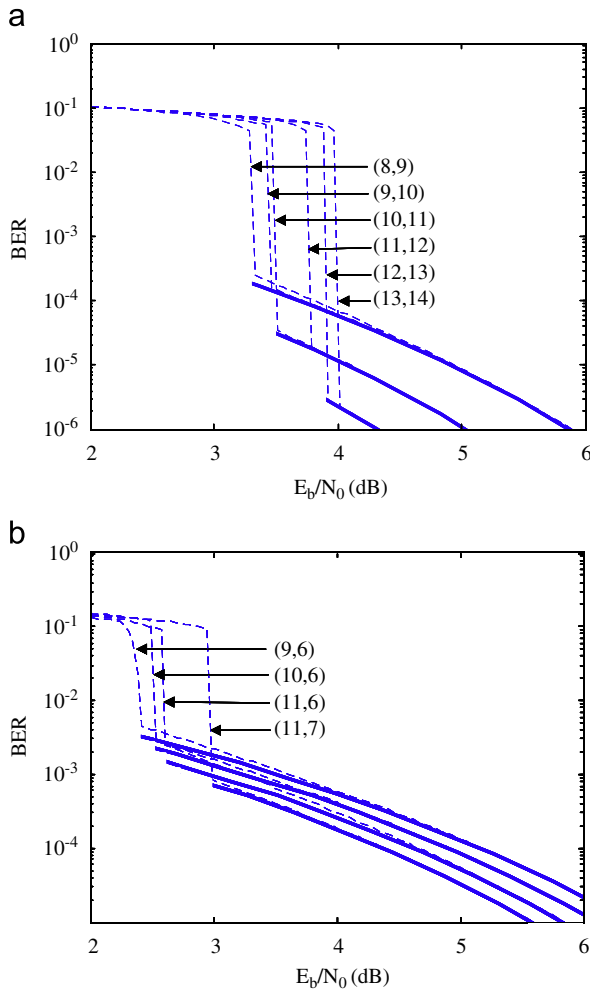 a
10^0
10^-1
10^-2
10^-3
10^-4
10^-5
10^-6
BER
(8,9)
(9,10)
(10,11)
(11,12)
(12,13)
(13,14)
2 3 4 5 6
E_b/N_0 (dB)
b
10^0
10^-1
10^-2
10^-3
10^-4
BER
(9,6)
(10,6)
(11,6)
(11,7)
2 3 4 5 6
E_b/N_0 (dB)